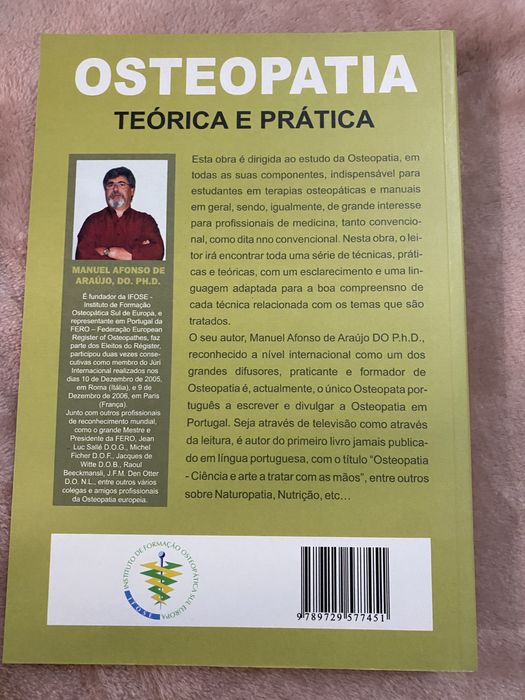 OSTEOPATIA
TEÓRICA E PRÁTICA
MANUEL AFONSO DE
ARAÚJO, DO. PH.D.
É fundador da IFOSE -
Instituto de Formação
Osteopática Sul de Europa, e
representante em Portugal da
FERO – Federação European
Register of Osteopathes, faz
parte dos Eleitos do Régister,
participou duas vezes conse-
cutivas como membro do Júri
Internacional realizados nos
dias 10 de Dezembro de 2005,
em Roma (Itália), e 9 de
Dezembro de 2006, em Paris
(França).
Junto com outros profissionais
de reconhecimento mundial,
como o grande Mestre e
Presidente da FERO, Jean
Luc Sallé D.O.G., Michel
Ficher D.O.F., Jacques de
Witte D.O.B., Raoul
Beeckmansli, J.F.M. Den Otter
D.O. N.L., entre outros vários
colegas e amigos profissionais
da Osteopatia europeia.
Esta obra é dirigida ao estudo da Osteopatia, em
todas as suas componentes, indispensável para
estudantes em terapias osteopáticas e manuais
em geral, sendo, igualmente, de grande interesse
para profissionais de medicina, tanto convencio-
nal, como dita nno convencional. Nesta obra, o lei-
tor irá encontrar toda uma série de técnicas, práti-
cas e teóricas, com um esclarecimento e uma lin-
guagem adaptada para a boa compreensno de
cada técnica relacionada com os temas que são
tratados.
O seu autor, Manuel Afonso de Araújo DO P.h.D.,
reconhecido a nível internacional como um dos
grandes difusores, praticante e formador de
Osteopatia é, actualmente, o único Osteopata por-
tuguês a escrever e divulgar a Osteopatia em
Portugal. Seja através de televisão como através
da leitura, é autor do primeiro livro jamais publica-
do em língua portuguesa, com o título “Osteopatia
- Ciência e arte a tratar com as mãos”, entre outros
sobre Naturopatia, Nutrição, etc…
INSTITUTO DE FORMAÇÃO OSTEOPÁTICA SUL EUROPA
IFOSE
9 789729 577451